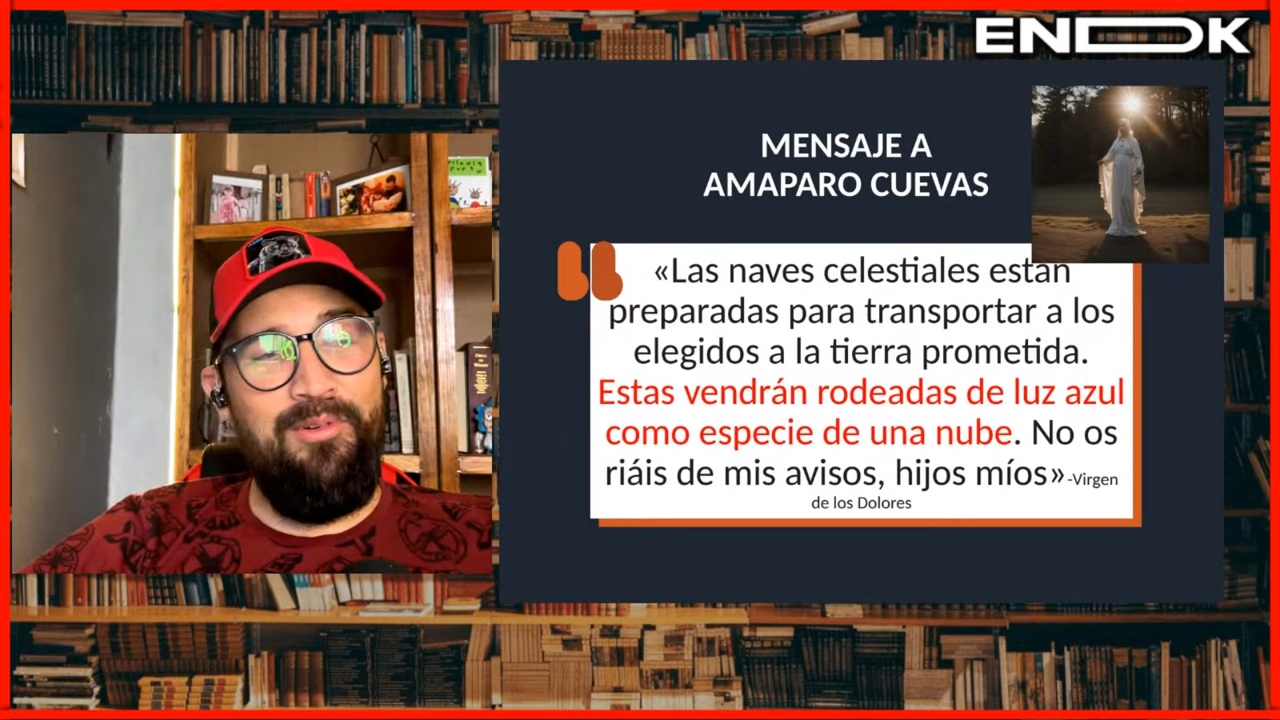 ENDK
MENSAJE A
AMAPARO CUEVAS
«Las naves celestiales están
preparadas para transportar a los
elegidos a la tierra prometida.
Estas vendrán rodeadas de luz azul
como especie de una nube. No os
riáis de mis avisos, hijos míos»-Virgen
de los Dolores